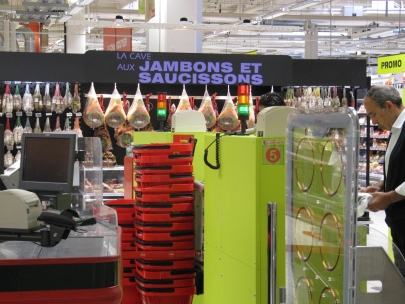 LA CAVE
AUX JAMBONS ET
SAUCISSONS
PROMO
5